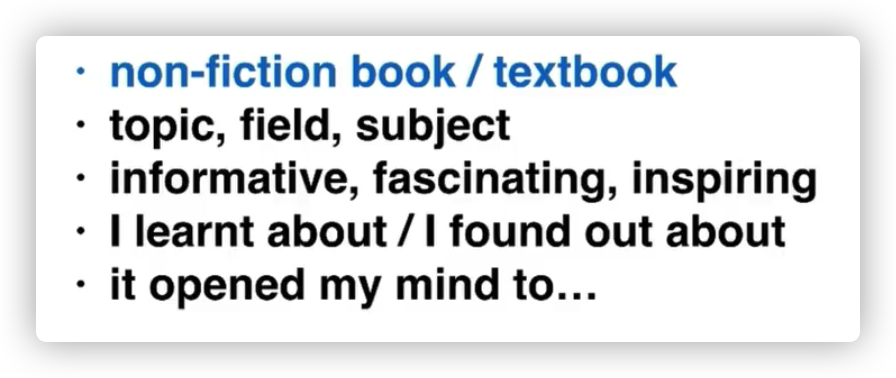 · non-fiction book / textbook
· topic, field, subject
· informative, fascinating, inspiring
· I learnt about / I found out about
· it opened my mind to...